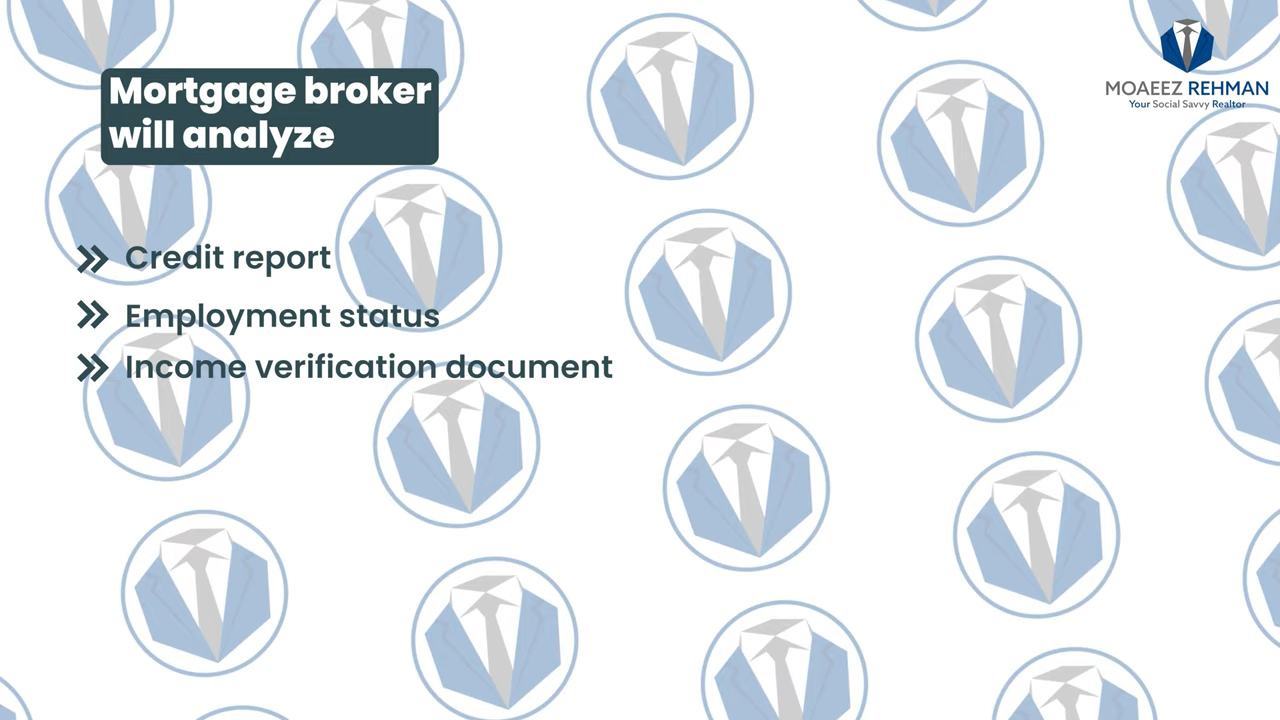 Mortgage broker
will analyze
Credit report
Employment status
Income verification document
MOAEEZ REHMAN
Your Social Savvy Realtor